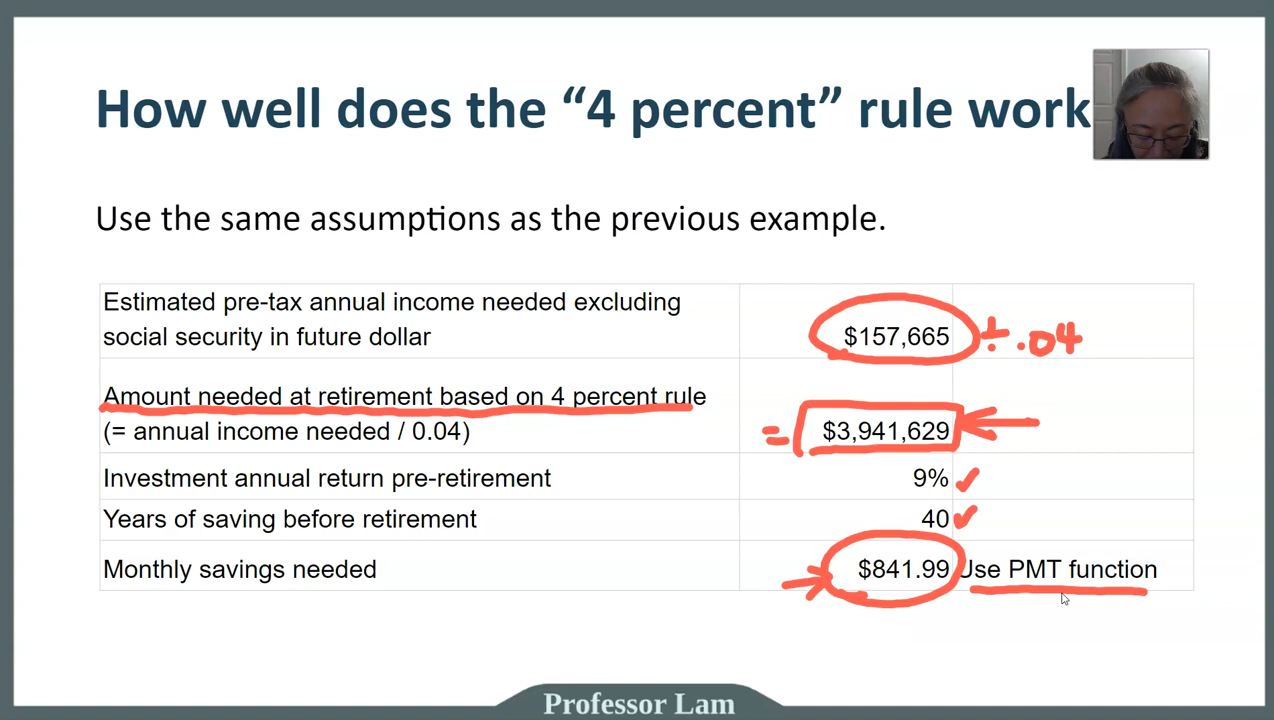 How well does the “4 percent” rule work
Use the same assumptions as the previous example.
Estimated pre-tax annual income needed excluding
social security in future dollar
$157,665 ÷ .04
Amount needed at retirement based on 4 percent rule
(= annual income needed / 0.04)
= $3,941,629
Investment annual return pre-retirement
9%
Years of saving before retirement
40
Monthly savings needed
$841.99
Use PMT function
Professor Lam